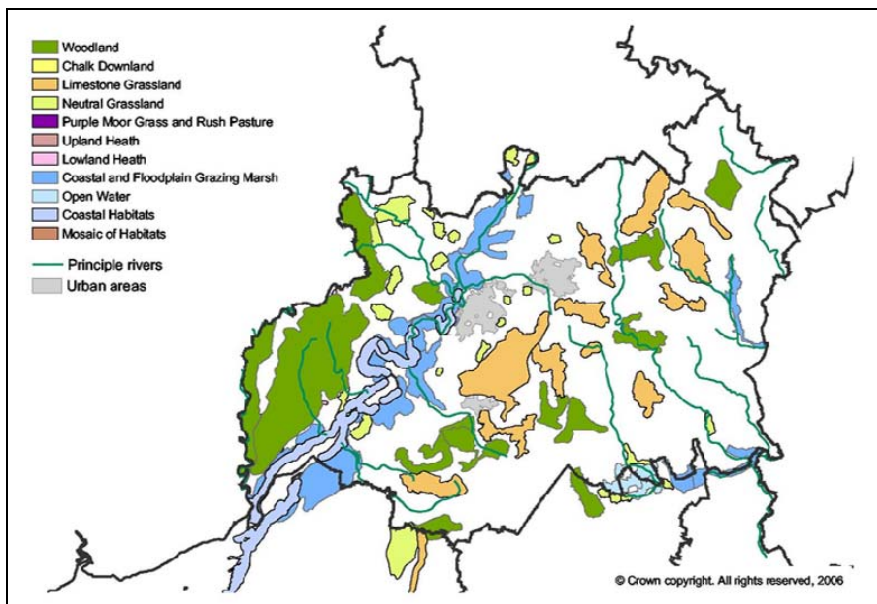 Woodland
Chalk Downland
Limestone Grassland
Neutral Grassland
Purple Moor Grass and Rush Pasture
Upland Heath
Lowland Heath
Coastal and Floodplain Grazing Marsh
Open Water
Coastal Habitats
Mosaic of Habitats
Principle rivers
Urban areas
© Crown copyright. All rights reserved, 2006